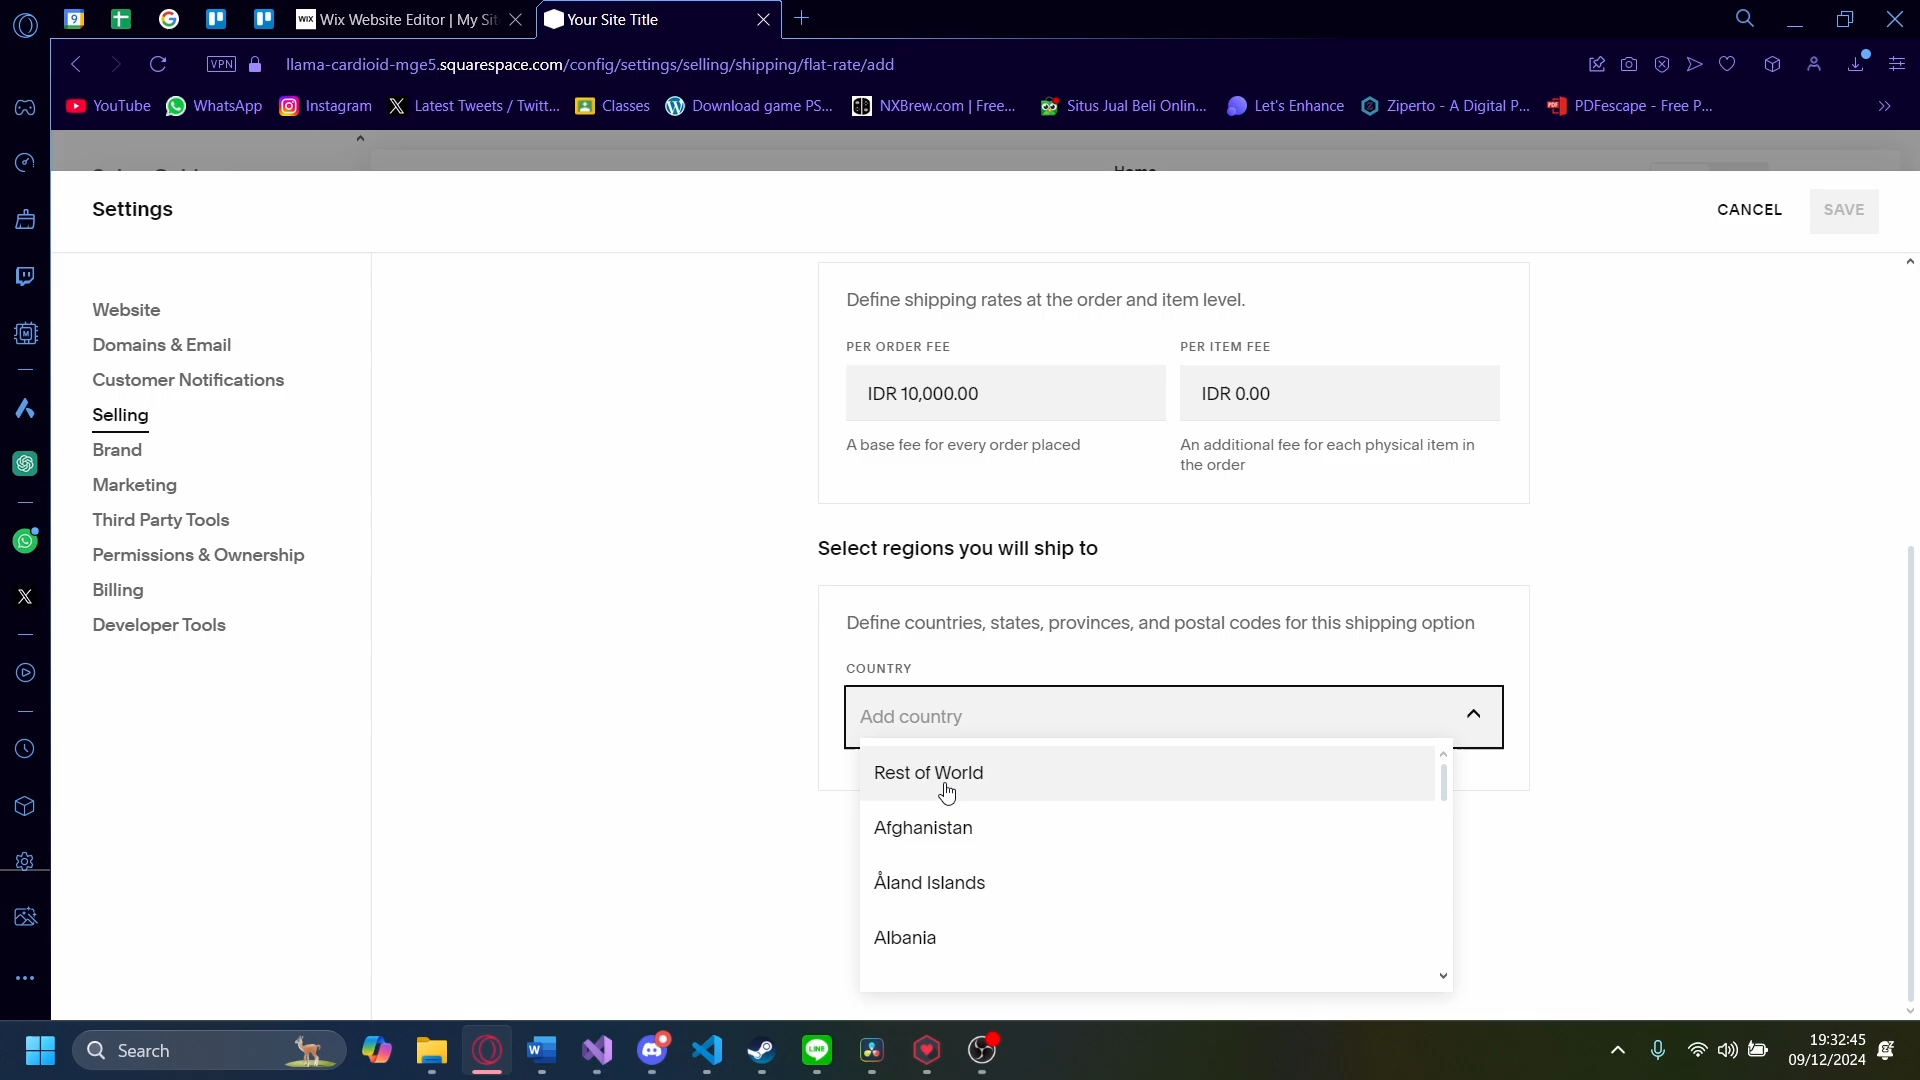 Wix Website Editor | My Sit
Your Site Title
VPN
llama-cardioid-mge5.squarespace.com/config/settings/selling/shipping/flat-rate/add
YouTube
WhatsApp
Instagram
Latest Tweets / Twitt...
Classes
Download game PS...
NXBrew.com | Free...
Situs Jual Beli Onlin...
Let's Enhance
Ziperto - A Digital P...
PDFescape - Free P...
Settings
CANCEL
SAVE
Website
Domains & Email
Customer Notifications
Selling
Brand
Marketing
Third Party Tools
Permissions & Ownership
Billing
Developer Tools
Define shipping rates at the order and item level.
PER ORDER FEE
PER ITEM FEE
IDR 10,000.00
IDR 0.00
A base fee for every order placed
An additional fee for each physical item in
the order
Select regions you will ship to
Define countries, states, provinces, and postal codes for this shipping option
COUNTRY
Add country
Rest of World
Afghanistan
Åland Islands
Albania
Search
19:32:45
09/12/2024